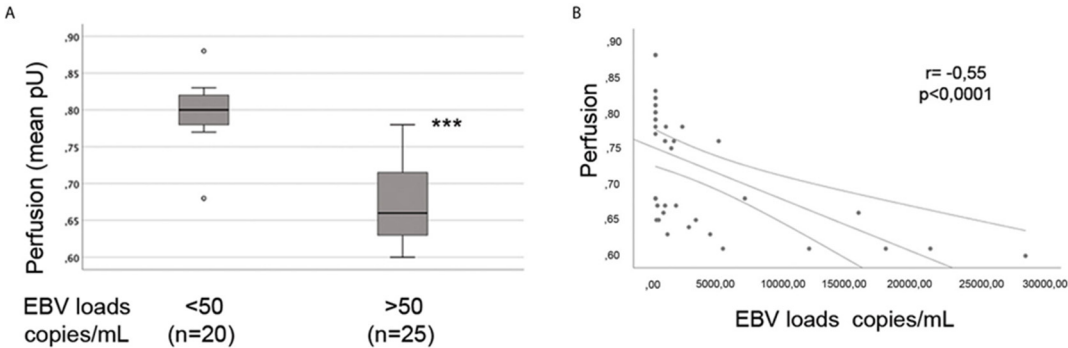 A
Perfusion (mean pU)
,90
,85
,80
,75
,70
,65
,60
***
EBV loads <50 >50
copies/mL (n=20) (n=25)
B
Perfusion
,90
,85
,80
,75
,70
,65
,60
r= -0,55
p<0,0001
,00 5000,00 10000,00 15000,00 20000,00 25000,00 30000,00
EBV loads copies/mL